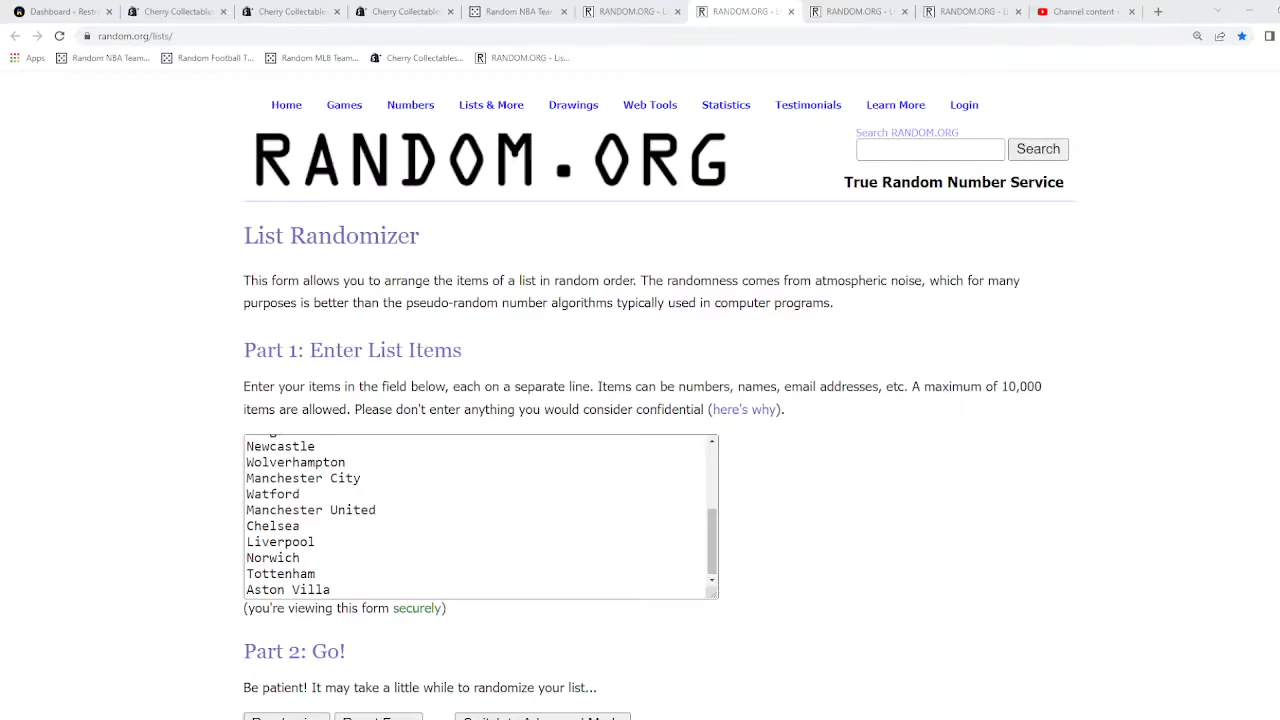 Dashboard - Restr
Cherry Collectable:
Cherry Collectable:
Cherry Collectable:
Random NBA Tea
RANDOM.ORG - L
RANDOM.ORG - L
RANDOM.ORG - L
RANDOM.ORG - L
Channel content -
random.org/lists/
Apps
Random NBA Team...
Random Football T...
Random MLB Team...
Cherry Collectables...
RANDOM.ORG - Lis...
Home Games Numbers Lists & More Drawings Web Tools Statistics Testimonials Learn More Login
RANDOM.ORG
Search RANDOM.ORG
Search
True Random Number Service
List Randomizer
This form allows you to arrange the items of a list in random order. The randomness comes from atmospheric noise, which for many
purposes is better than the pseudo-random number algorithms typically used in computer programs.
Part 1: Enter List Items
Enter your items in the field below, each on a separate line. Items can be numbers, names, email addresses, etc. A maximum of 10,000
items are allowed. Please don't enter anything you would consider confidential (here's why).
Newcastle
Wolverhampton
Manchester City
Watford
Manchester United
Chelsea
Liverpool
Norwich
Tottenham
Aston Villa
(you're viewing this form securely)
Part 2: Go!
Be patient! It may take a little while to randomize your list...